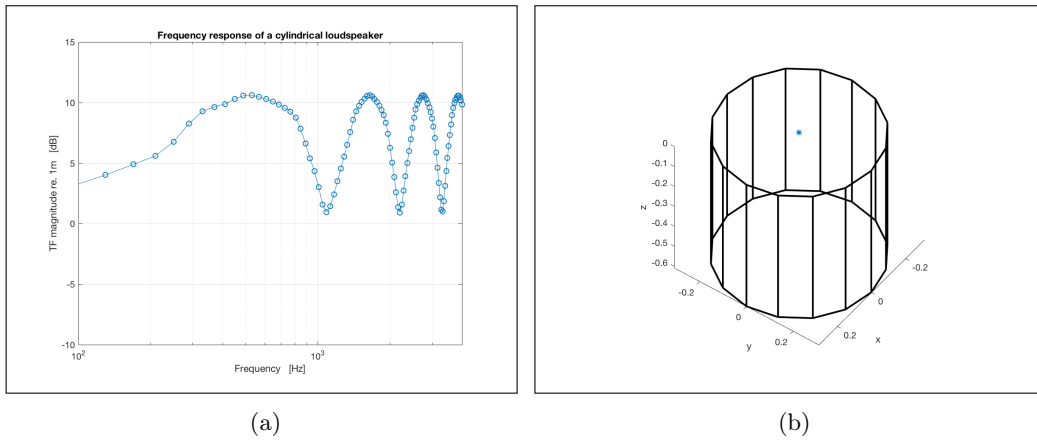 Frequency response of a cylindrical loudspeaker
15
10
5
0
-5
-10
TF magnitude re. 1m [dB]
10²
10³
Frequency [Hz]
(a)
0
-0.1
-0.2
-0.3
-0.4
-0.5
-0.6
z
-0.2
0
0.2
y
-0.2
0
0.2
x
(b)